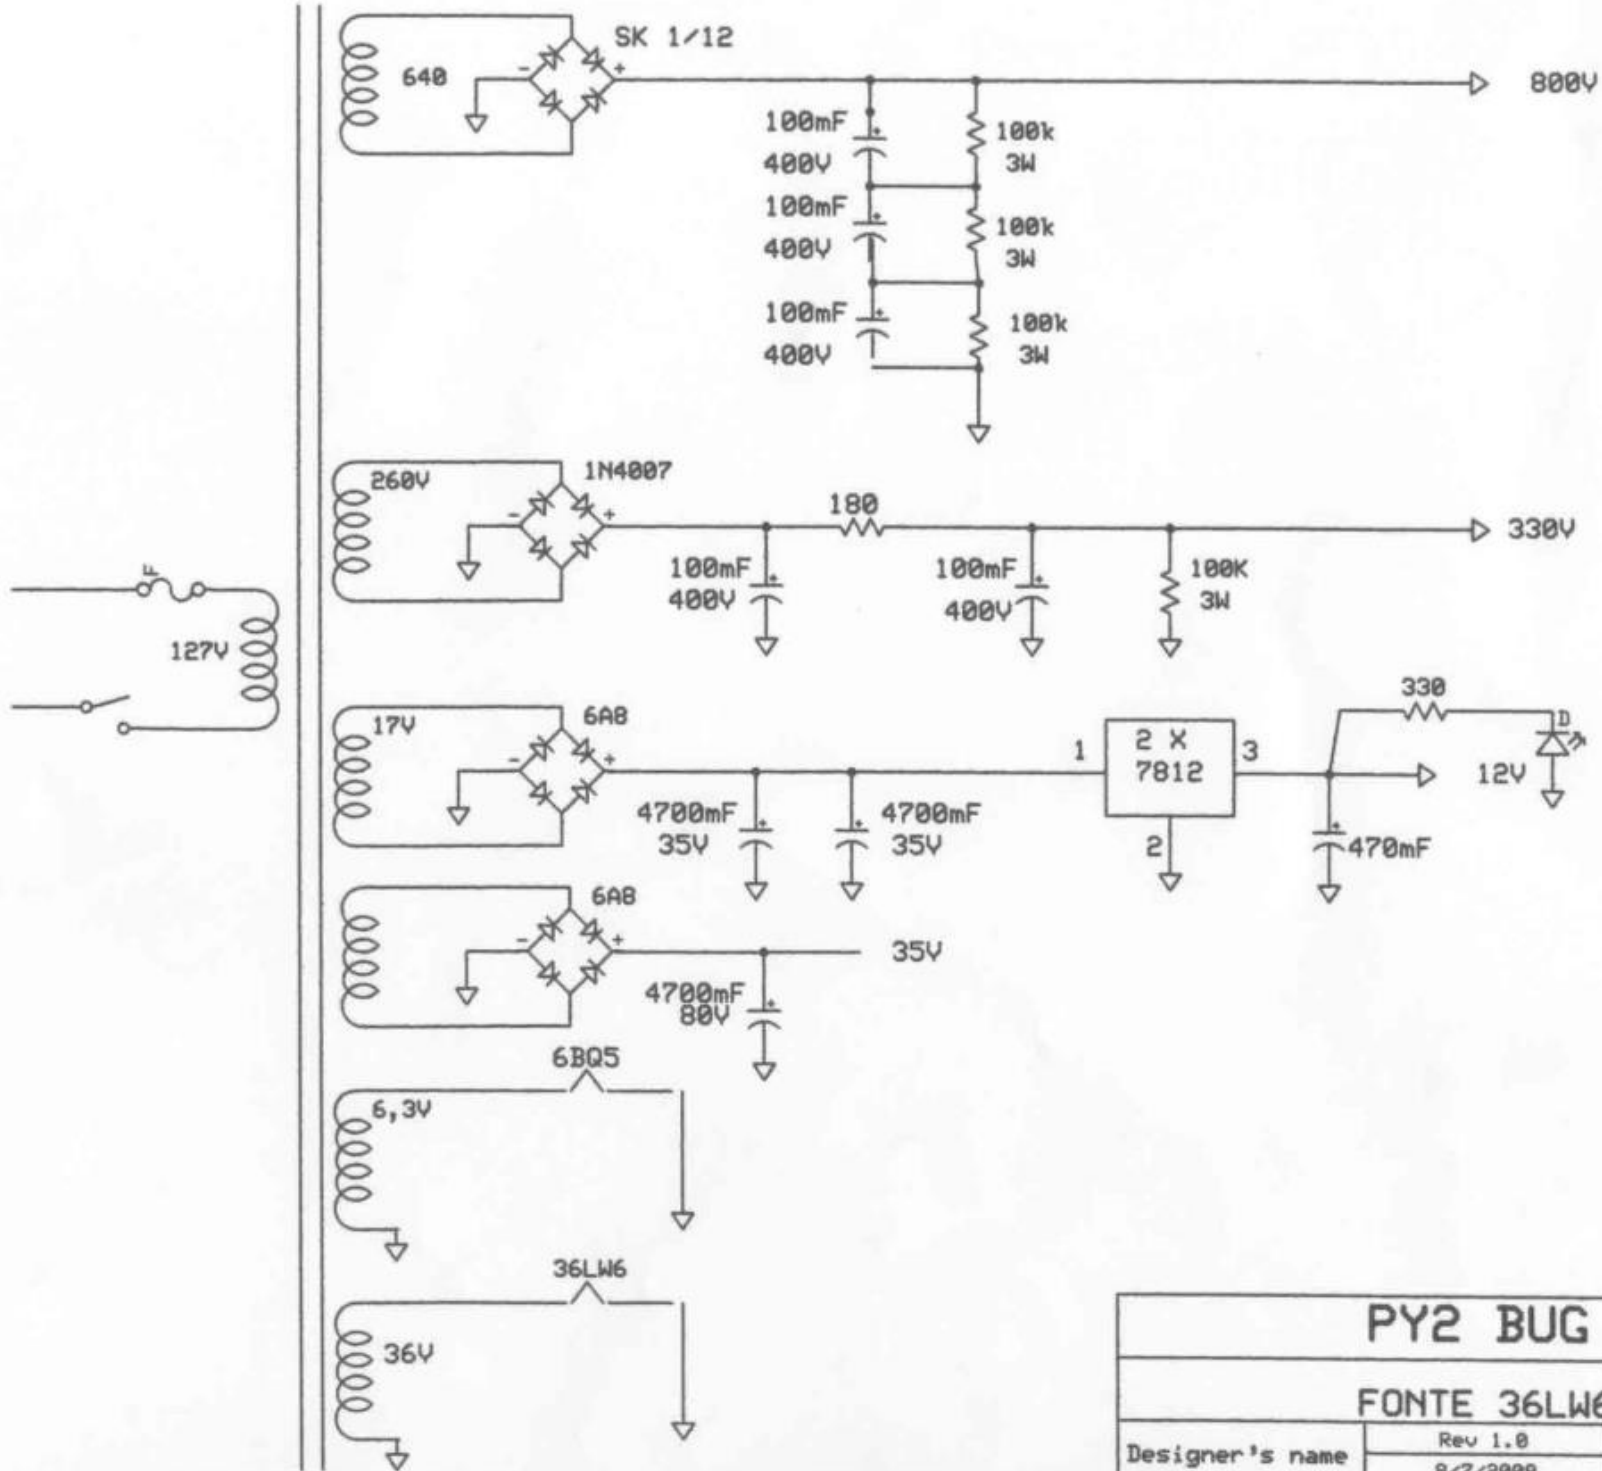 SK 1/12
640
- +
800V
100mF
400V
100k
3W
100mF
400V
100k
3W
100mF
400V
100k
3W
260V
1N4007
- +
180
330V
100mF
400V
100mF
400V
100K
3W
F
127V
17V
6A8
- +
4700mF
35V
4700mF
35V
1
2 X
7812
3
2
330
D
12V
470mF
6A8
- +
35V
4700mF
80V
6BQ5
6,3V
36LW6
36V
PY2 BUG
FONTE 36LW6
Designer's name
Rev 1.0